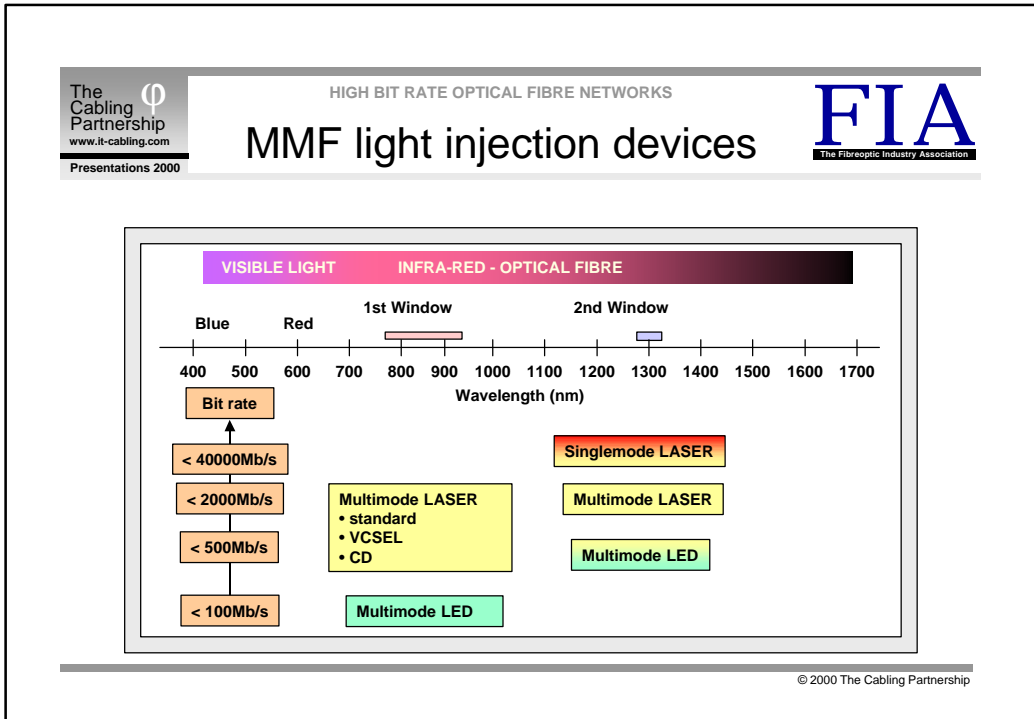 The
Cabling
Partnership
φ
www.it-cabling.com
Presentations 2000
HIGH BIT RATE OPTICAL FIBRE NETWORKS
MMF light injection devices
FIA
The Fibreoptic Industry Association
VISIBLE LIGHT INFRA-RED - OPTICAL FIBRE
1st Window 2nd Window
Blue Red
400 500 600 700 800 900 1000 1100 1200 1300 1400 1500 1600 1700
Wavelength (nm)
Bit rate
< 40000Mb/s
Singlemode LASER
< 2000Mb/s
Multimode LASER
• standard
• VCSEL
• CD
Multimode LASER
< 500Mb/s
Multimode LED
< 100Mb/s
Multimode LED
© 2000 The Cabling Partnership